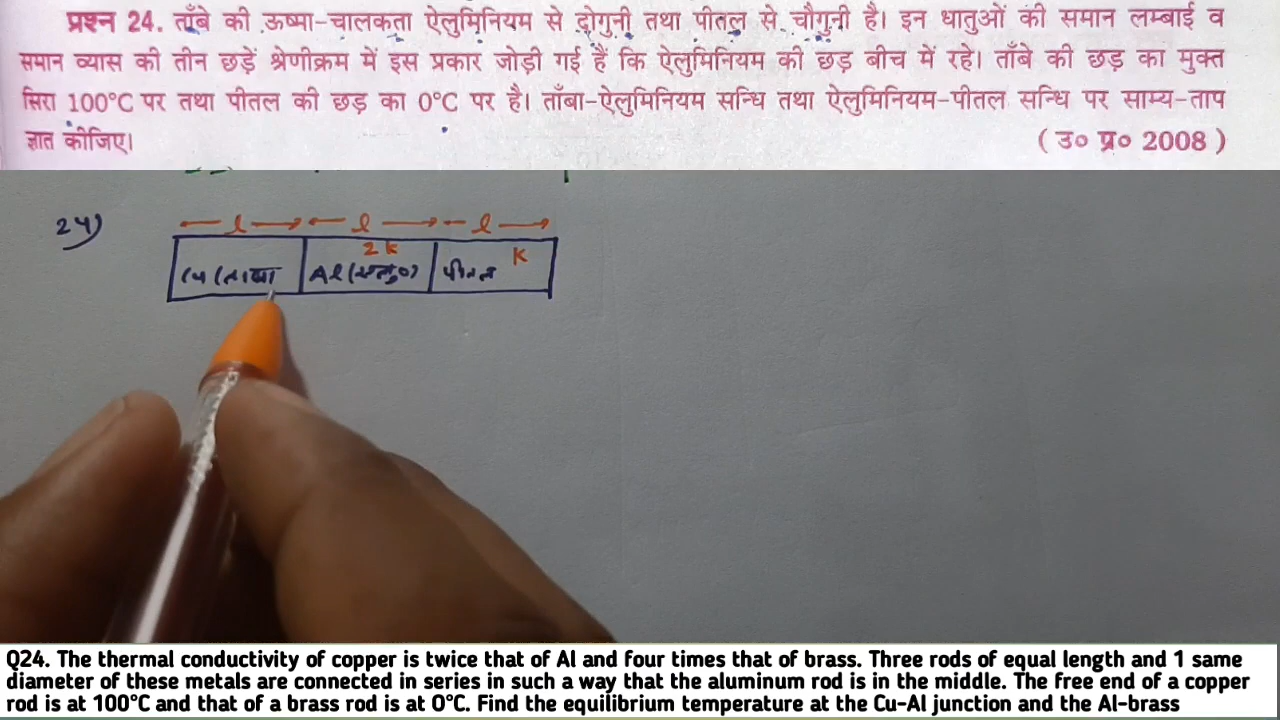 प्रश्न 24. ताँबे की ऊष्मा-चालकता ऐलुमिनियम से दोगुनी तथा पीतल से चौगुनी है। इन धातुओं की समान लम्बाई व
समान व्यास की तीन छड़ें श्रेणीक्रम में इस प्रकार जोड़ी गई हैं कि ऐलुमिनियम की छड़ बीच में रहे। ताँबे की छड़ का मुक्त
सिरा 100°C पर तथा पीतल की छड़ का 0°C पर है। ताँबा-ऐलुमिनियम सन्धि तथा ऐलुमिनियम-पीतल सन्धि पर साम्य-ताप
ज्ञात कीजिए। (उ० प्र० 2008)
24)
l l l
2K K
Cu (ताँबा Al पीतल
Q24. The thermal conductivity of copper is twice that of Al and four times that of brass. Three rods of equal length and 1 same
diameter of these metals are connected in series in such a way that the aluminum rod is in the middle. The free end of a copper
rod is at 100°C and that of a brass rod is at 0°C. Find the equilibrium temperature at the Cu-Al junction and the Al-brass